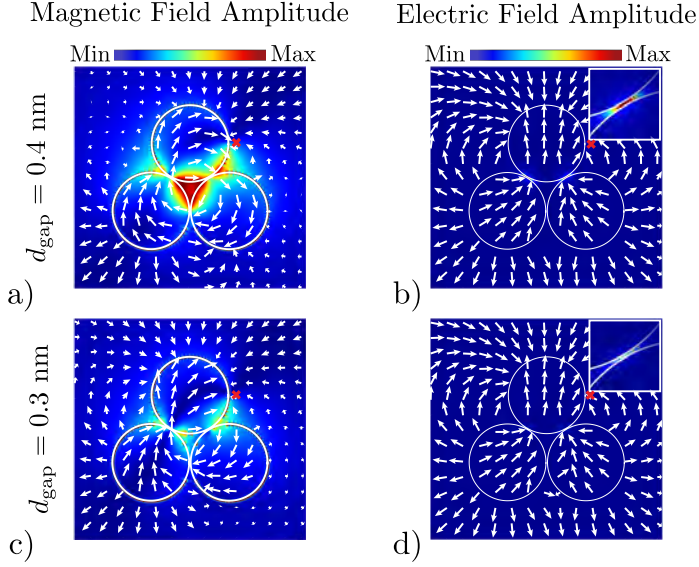 Magnetic Field Amplitude
Electric Field Amplitude
Min Max
Min Max
d_gap = 0.4 nm
a)
b)
d_gap = 0.3 nm
c)
d)